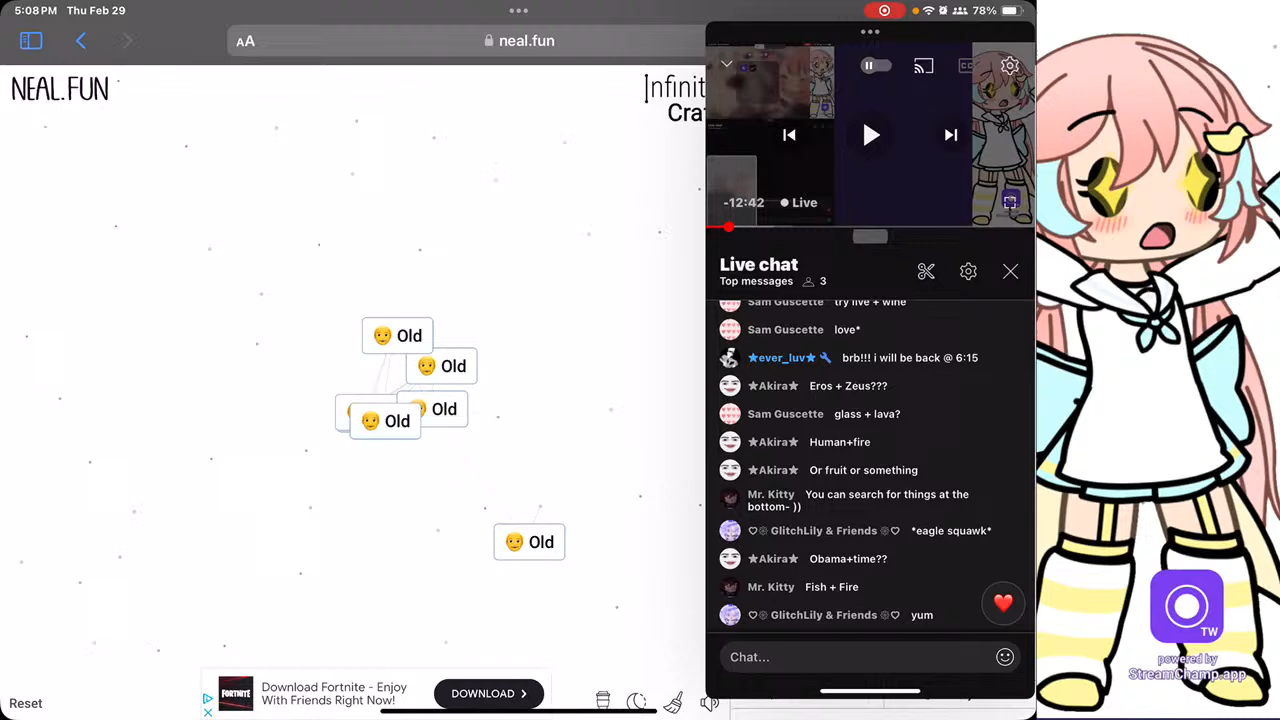 5:08 PM Thu Feb 29
78%
AA
neal.fun
NEAL.FUN
Infinit
Cra
Old
Old
Old
Old
Old
-12:42 Live
Live chat
Top messages 3
Sam Guscette try live + wine
Sam Guscette love*
★ever_luv★ brb!!! i will be back @ 6:15
★Akira★ Eros + Zeus???
Sam Guscette glass + lava?
★Akira★ Human+fire
★Akira★ Or fruit or something
Mr. Kitty You can search for things at the
bottom- ))
♡❊ GlitchLily & Friends ❊♡ *eagle squawk*
★Akira★ Obama+time??
Mr. Kitty Fish + Fire
♡❊ GlitchLily & Friends ❊♡ yum
Chat...
Reset
FORTNITE
Download Fortnite - Enjoy
With Friends Right Now!
DOWNLOAD
TW
powered by
StreamChamp.app